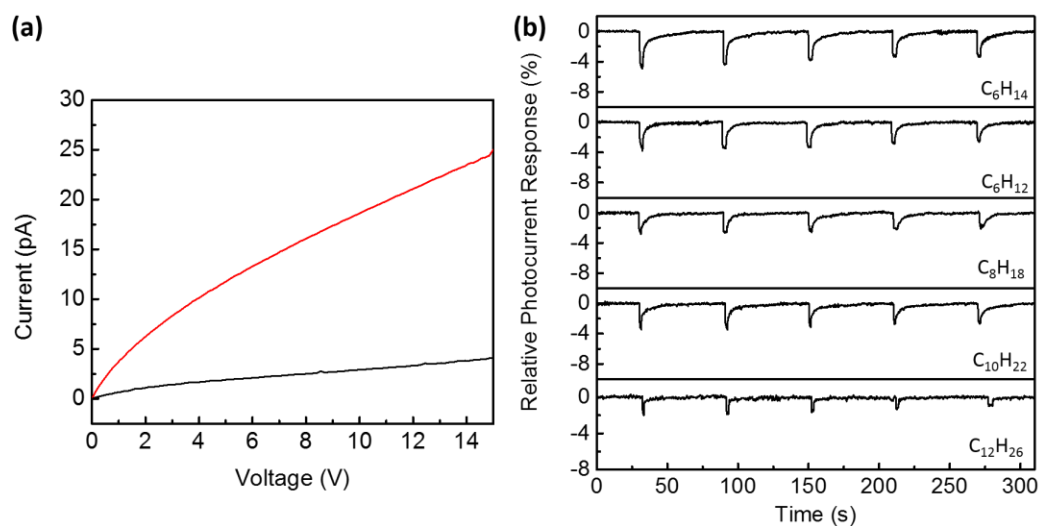 (a)
30
25
20
15
10
5
0
Current (pA)
0 2 4 6 8 10 12 14
Voltage (V)
(b)
Relative Photocurrent Response (%)
0
-4
-8
C₆H₁₄
0
-4
-8
C₆H₁₂
0
-4
-8
C₈H₁₈
0
-4
-8
C₁₀H₂₂
0
-4
-8
C₁₂H₂₆
0 50 100 150 200 250 300
Time (s)